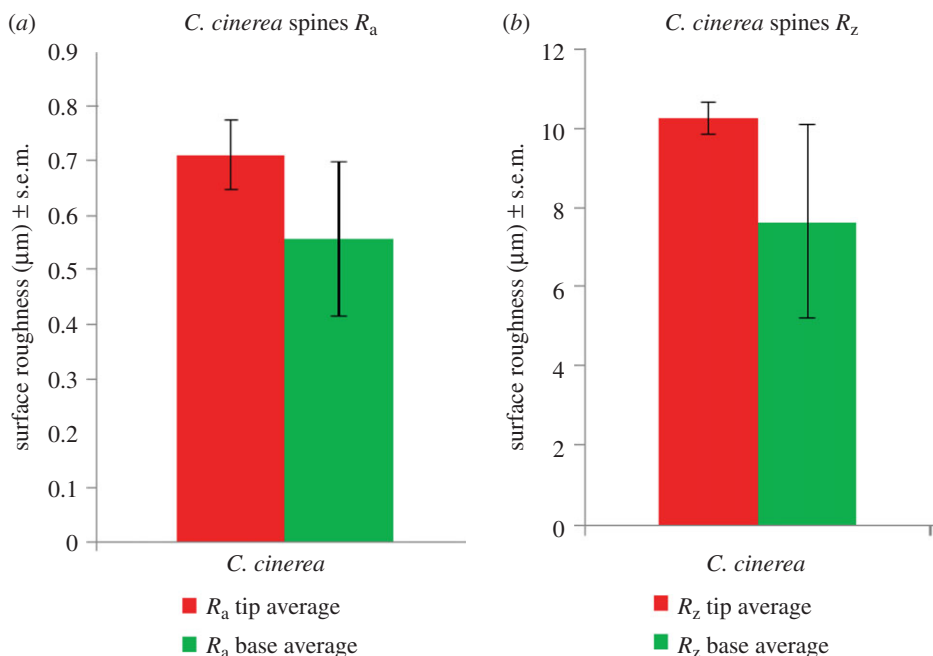 (a) C. cinerea spines Ra
0.9
0.8
0.7
0.6
0.5
0.4
0.3
0.2
0.1
0
surface roughness (µm) ± s.e.m.
C. cinerea
Ra tip average
Ra base average
(b) C. cinerea spines Rz
12
10
8
6
4
2
0
surface roughness (µm) ± s.e.m.
C. cinerea
Rz tip average
Rz base average